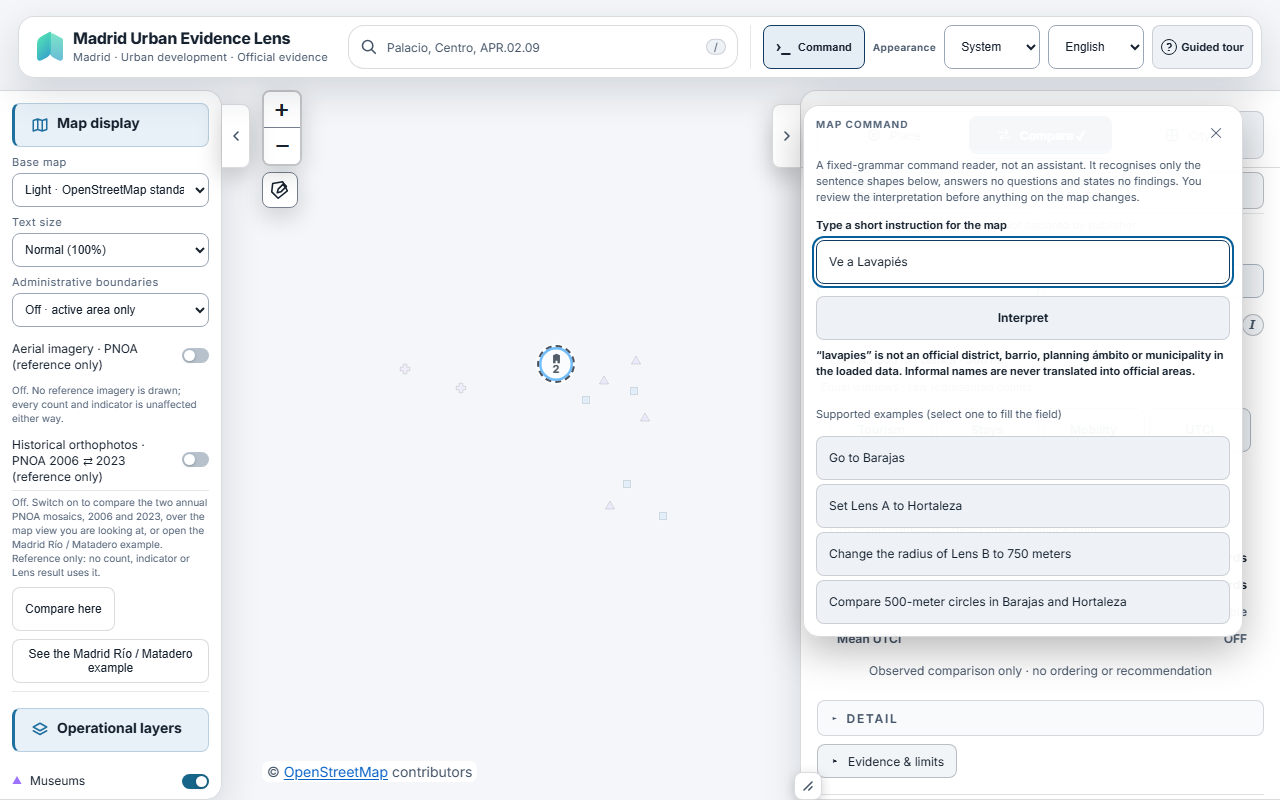 Madrid Urban Evidence Lens
Madrid · Urban development · Official evidence
Palacio, Centro, APR.02.09
/
Command
Appearance
System
English
? Guided tour
Map display
Base map
Light · OpenStreetMap standa
Text size
Normal (100%)
Administrative boundaries
Off · active area only
Aerial imagery · PNOA
(reference only)
Off. No reference imagery is drawn;
every count and indicator is unaffected
either way.
Historical orthophotos ·
PNOA 2006 ⇄ 2023
(reference only)
Off. Switch on to compare the two annual
PNOA mosaics, 2006 and 2023, over the
map view you are looking at, or open the
Madrid Río / Matadero example.
Reference only: no count, indicator or
Lens result uses it.
Compare here
See the Madrid Río / Matadero
example
Operational layers
Museums
+
−
2
© OpenStreetMap contributors
MAP COMMAND
Compare ✓
A fixed-grammar command reader, not an assistant. It recognises only the
sentence shapes below, answers no questions and states no findings. You
review the interpretation before anything on the map changes.
Type a short instruction for the map
Ve a Lavapiés
Interpret
I
“lavapies” is not an official district, barrio, planning ámbito or municipality in
the loaded data. Informal names are never translated into official areas.
Supported examples (select one to fill the field)
Tourism Stays Mobility UTCI
Go to Barajas
Set Lens A to Hortaleza
Change the radius of Lens B to 750 meters
Compare 500-meter circles in Barajas and Hortaleza
Mean UTCI
OFF
Observed comparison only · no ordering or recommendation
DETAIL
Evidence & limits